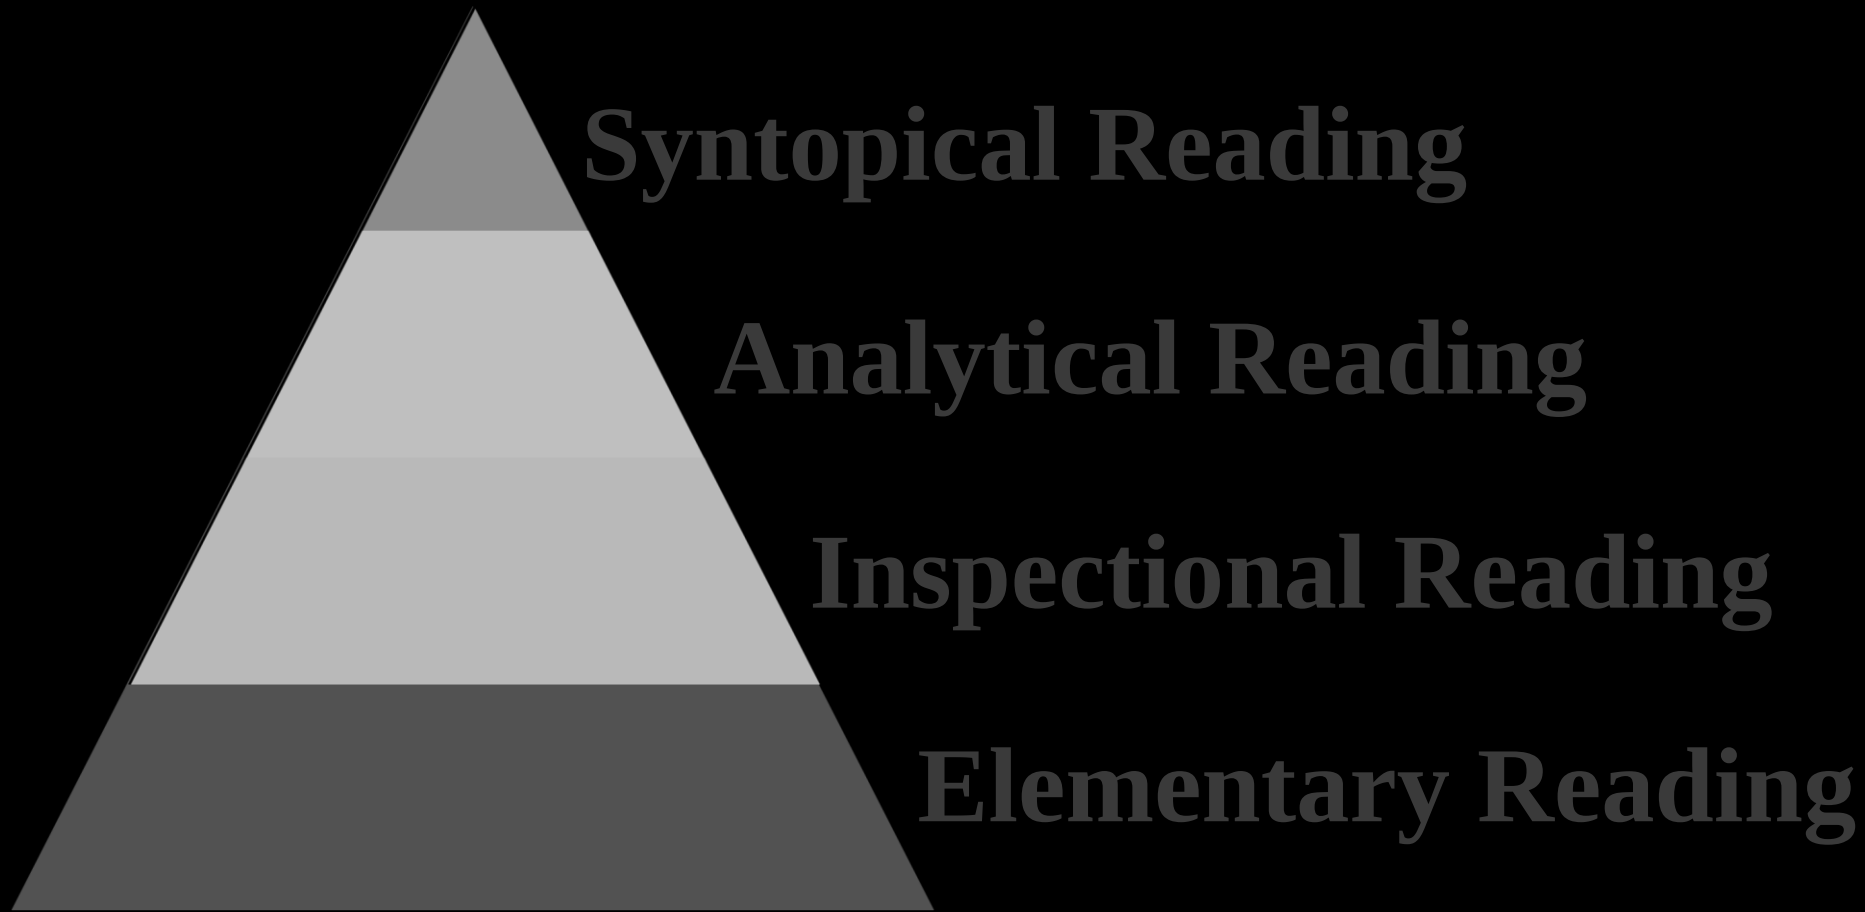 Syntopical Reading
Analytical Reading
Inspectional Reading
Elementary Reading